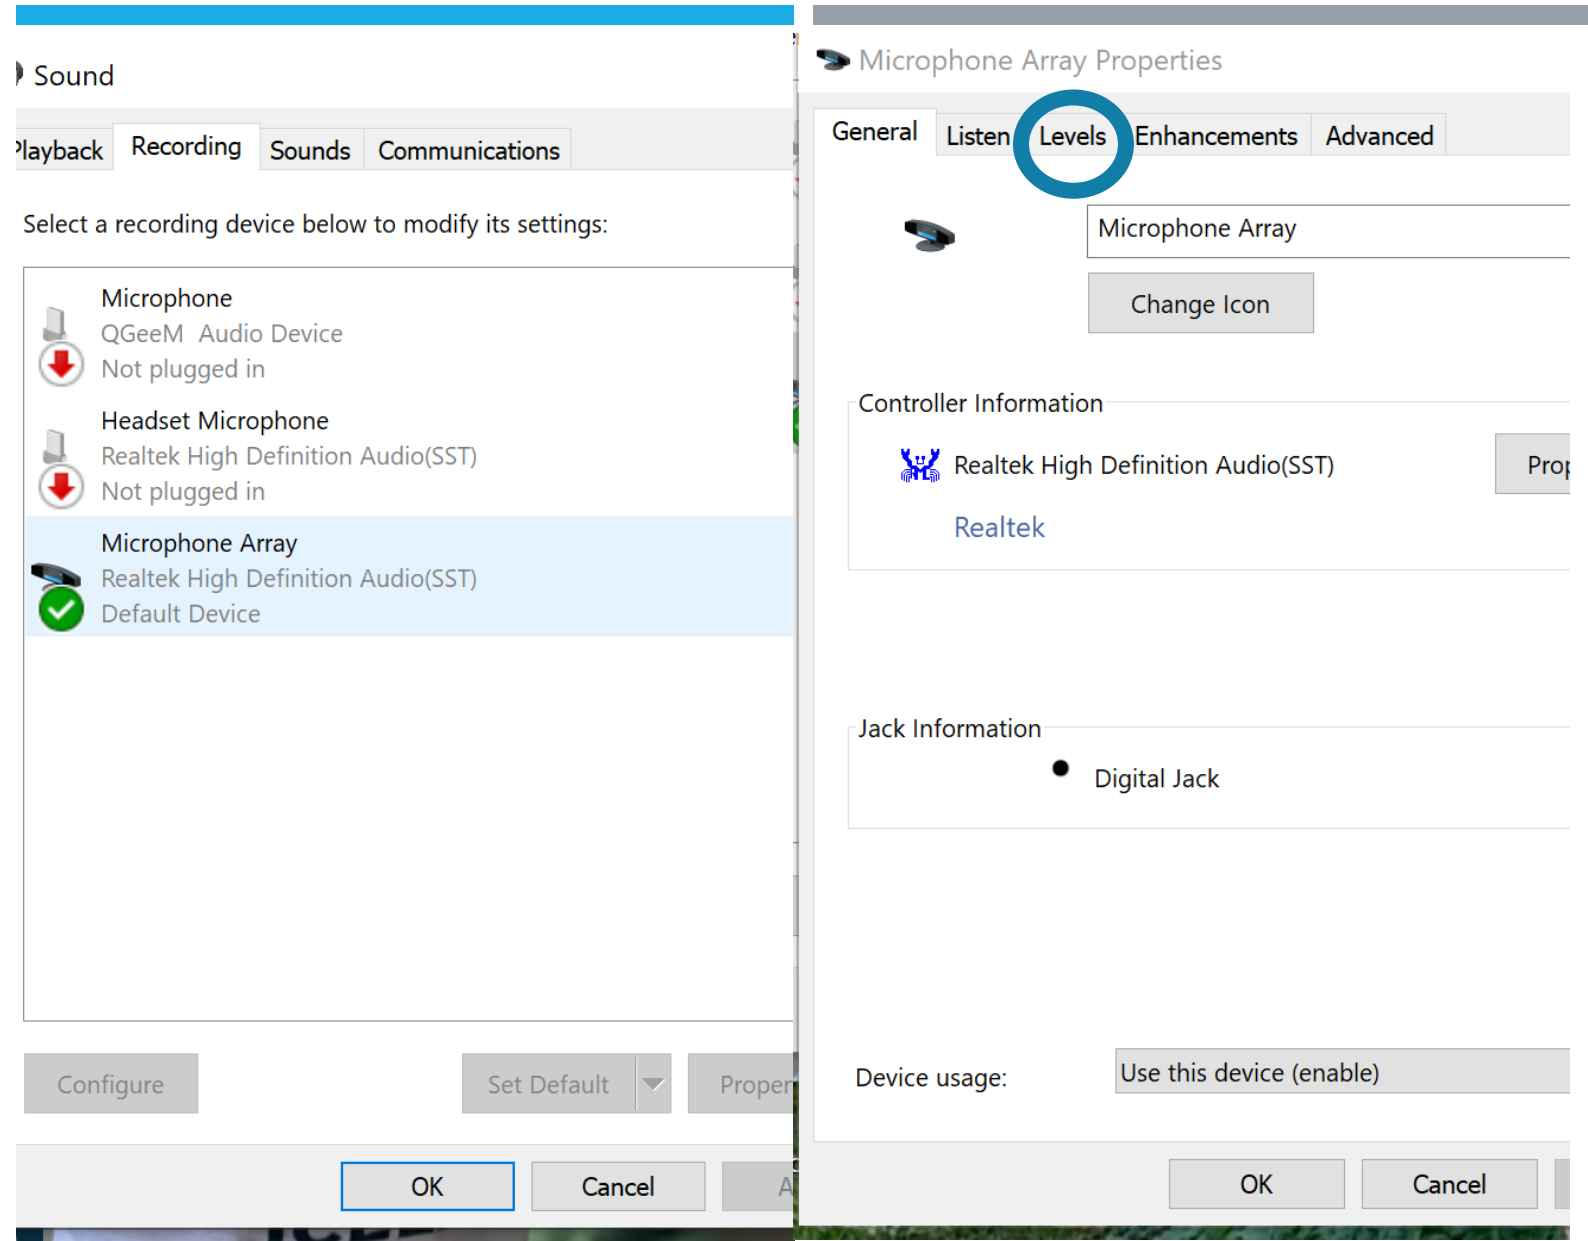 Sound
Playback Recording Sounds Communications
Select a recording device below to modify its settings:
Microphone
QGeeM Audio Device
Not plugged in
Headset Microphone
Realtek High Definition Audio(SST)
Not plugged in
Microphone Array
Realtek High Definition Audio(SST)
Default Device
Configure Set Default Proper
OK Cancel A
Microphone Array Properties
General Listen Levels Enhancements Advanced
Microphone Array
Change Icon
Controller Information
Realtek High Definition Audio(SST) Prop
Realtek
Jack Information
Digital Jack
Device usage: Use this device (enable)
OK Cancel